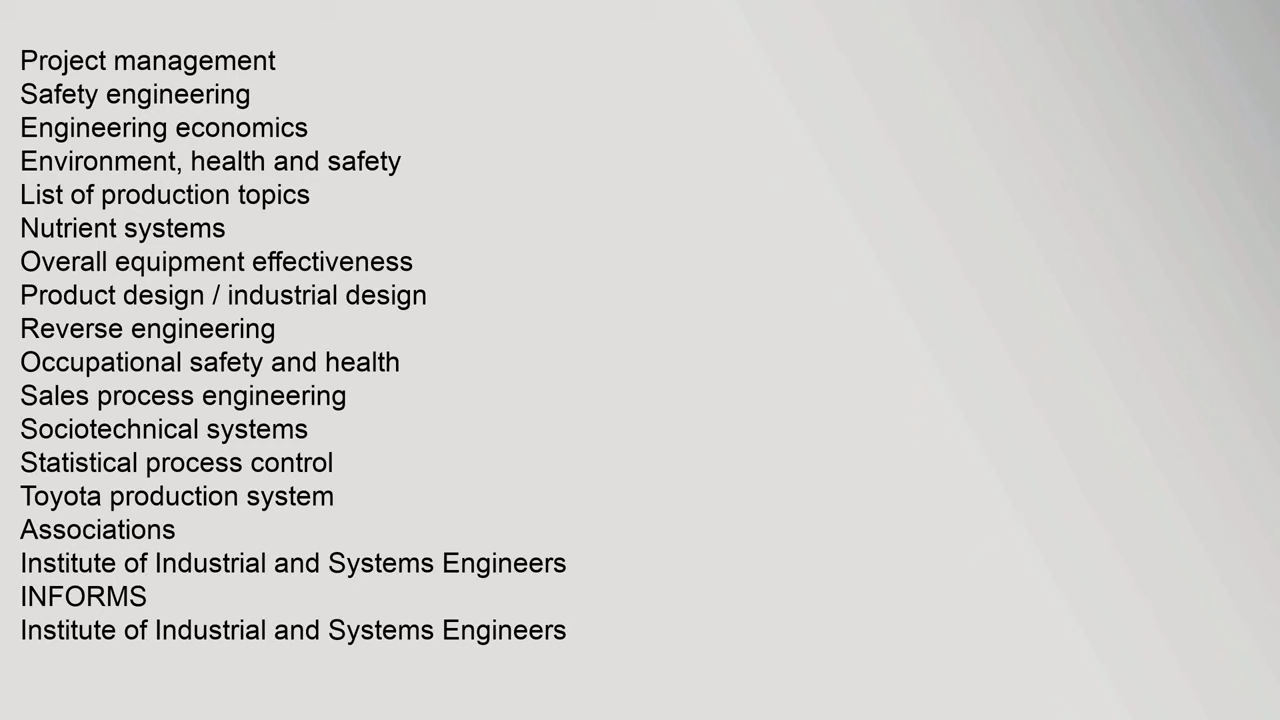 Project management
Safety engineering
Engineering economics
Environment, health and safety
List of production topics
Nutrient systems
Overall equipment effectiveness
Product design / industrial design
Reverse engineering
Occupational safety and health
Sales process engineering
Sociotechnical systems
Statistical process control
Toyota production system
Associations
Institute of Industrial and Systems Engineers
INFORMS
Institute of Industrial and Systems Engineers